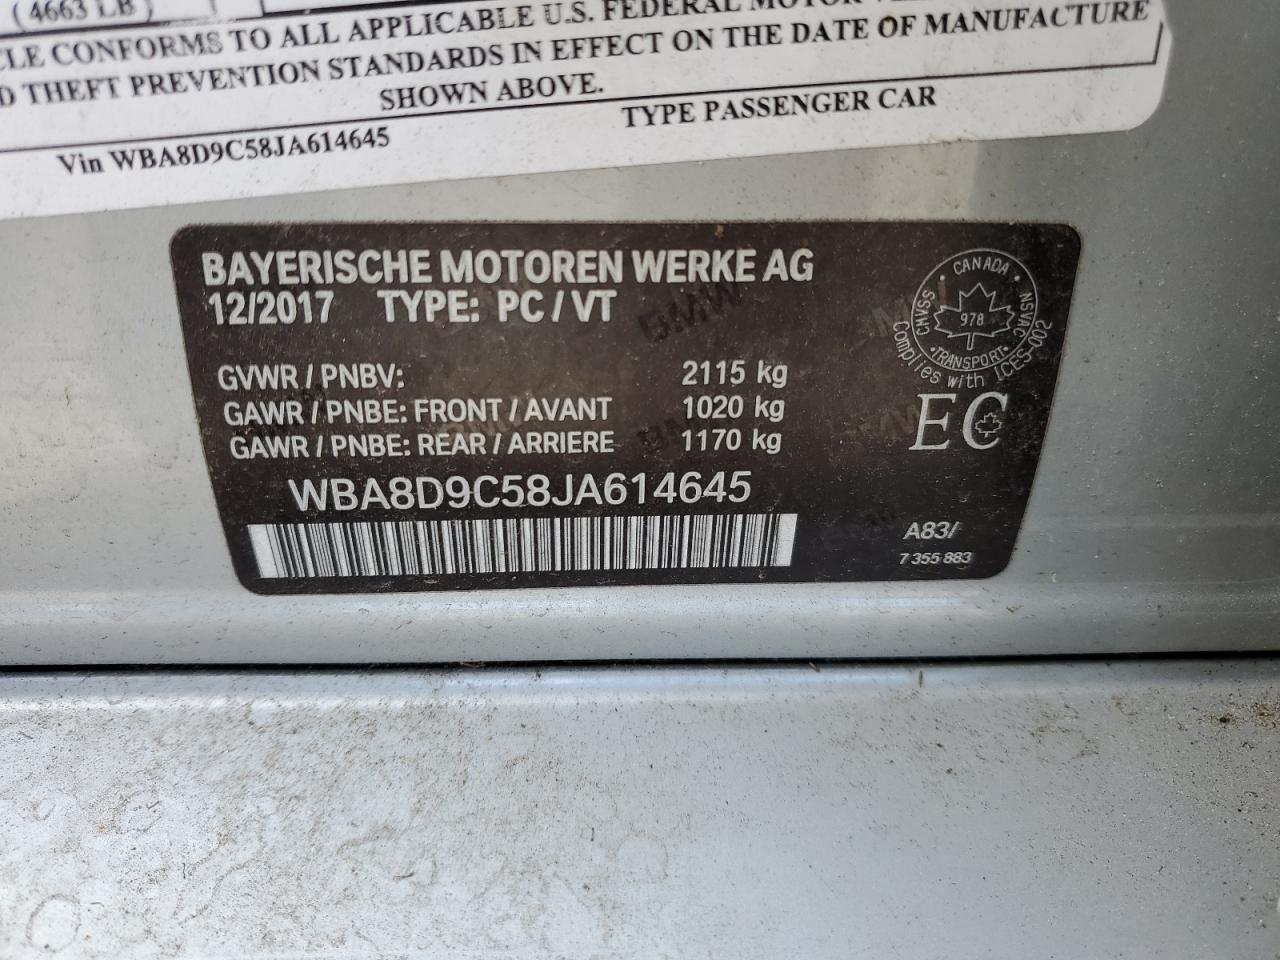 ( 4663 LB )
CLE CONFORMS TO ALL APPLICABLE U.S. FEDERAL MOTOR
D THEFT PREVENTION STANDARDS IN EFFECT ON THE DATE OF MANUFACTURE
SHOWN ABOVE.
Vin WBA8D9C58JA614645
TYPE PASSENGER CAR
BAYERISCHE MOTOREN WERKE AG
12/2017 TYPE: PC / VT
GVWR / PNBV: 2115 kg
GAWR / PNBE: FRONT / AVANT 1020 kg
GAWR / PNBE: REAR / ARRIERE 1170 kg
WBA8D9C58JA614645
CANADA
CMVSS
NSVAC
978
TRANSPORT
Complies with ICES-002
EC
A83/
7 355 883
BMW
BMW
BMW